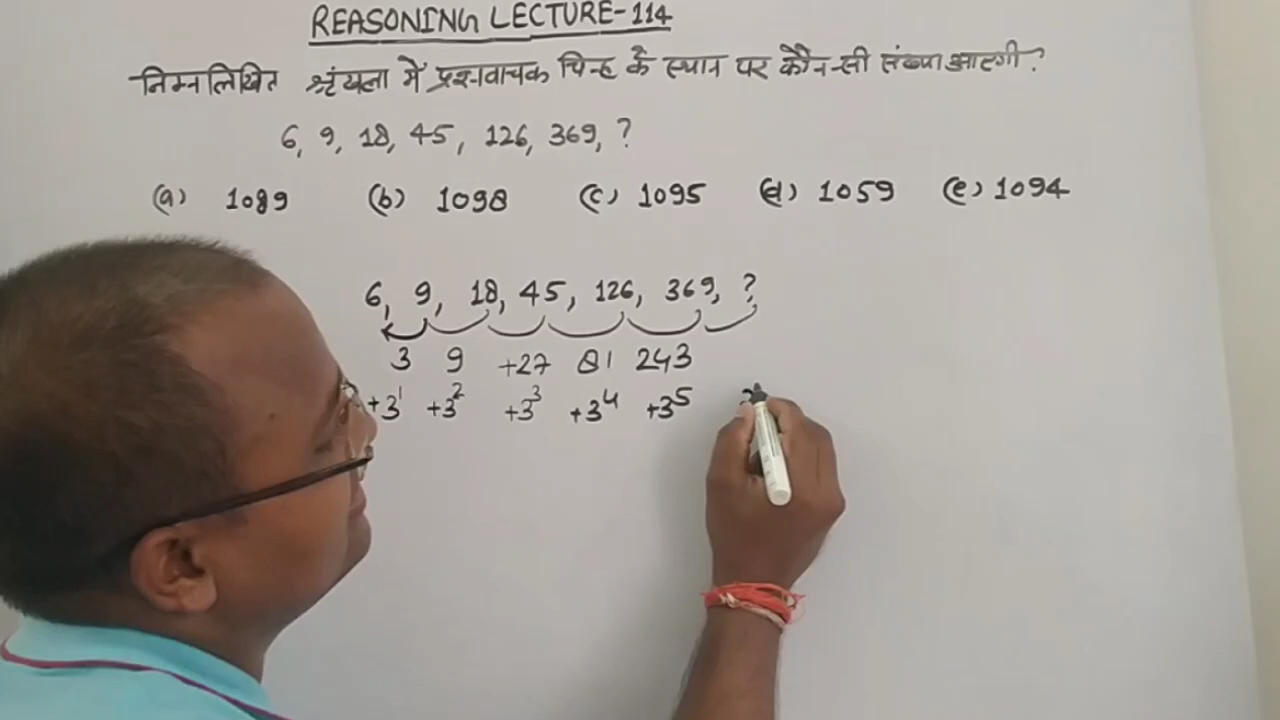 REASONING LECTURE-114
निम्नलिखित श्रृंखला में प्रश्नवाचक चिन्ह के स्थान पर कौन-सी संख्या आएगी?
6, 9, 18, 45, 126, 369, ?
(a) 1089 (b) 1098 (c) 1095 (d) 1059 (e) 1094
6, 9, 18, 45, 126, 369, ?
3 9 +27 81 243
+3¹ +3² +3³ +3⁴ +3⁵